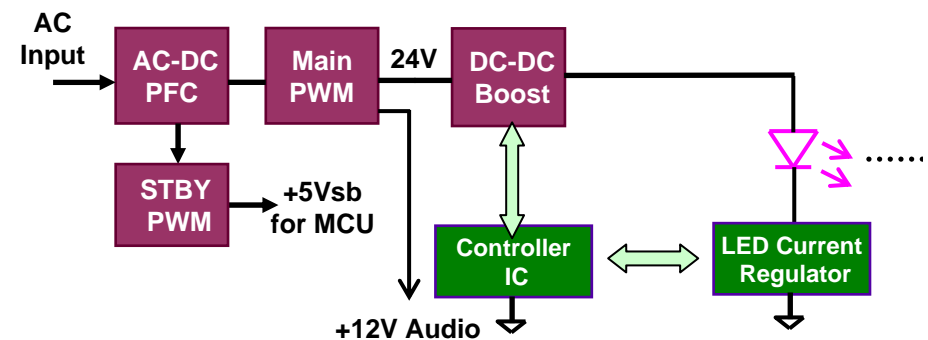 AC
Input
AC-DC
PFC
Main
PWM
24V
DC-DC
Boost
STBY
PWM
+5Vsb
for MCU
Controller
IC
LED Current
Regulator
+12V Audio